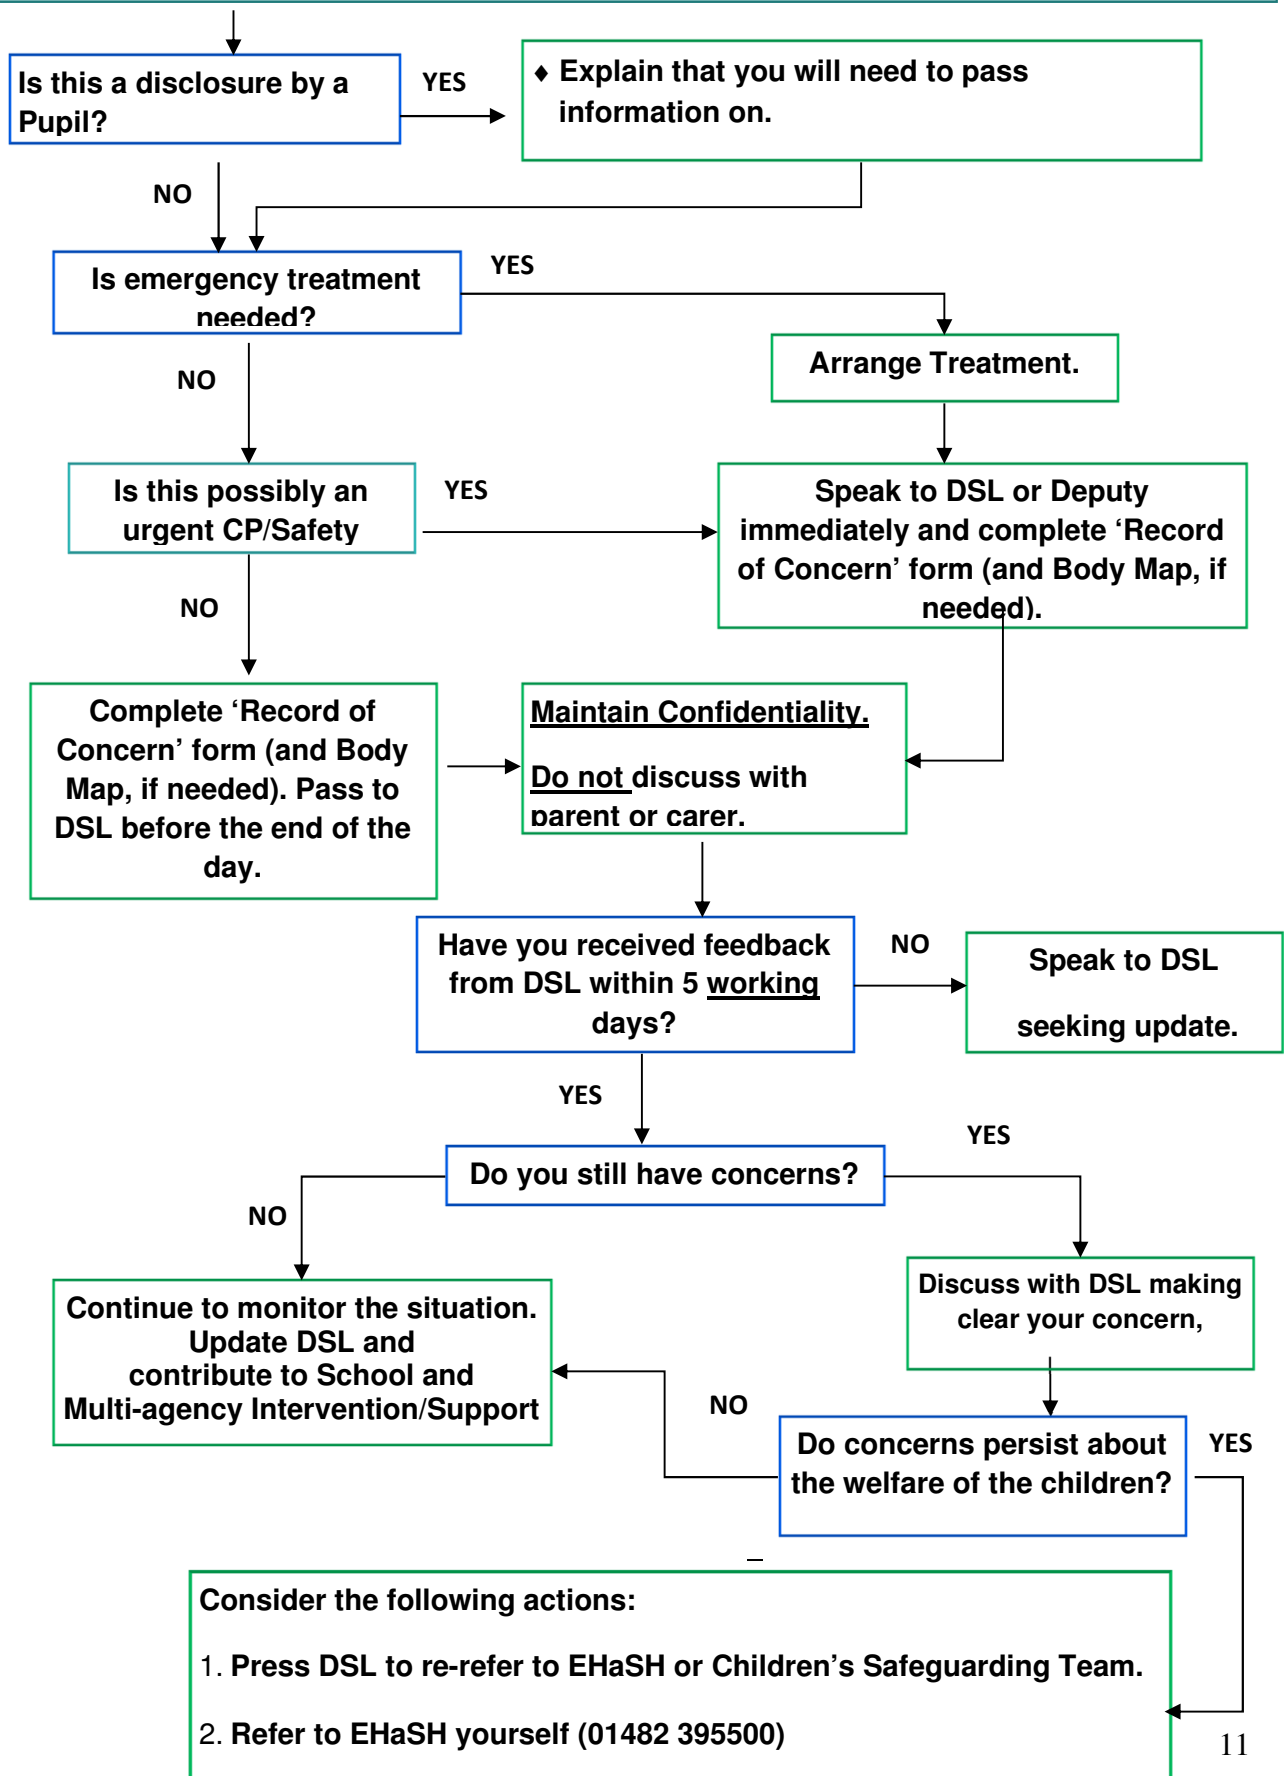 Is this a disclosure by a
Pupil?
YES
♦ Explain that you will need to pass
information on.
NO
Is emergency treatment
needed?
YES
Arrange Treatment.
NO
Is this possibly an
urgent CP/Safety
YES
Speak to DSL or Deputy
immediately and complete ‘Record
of Concern’ form (and Body Map, if
needed).
NO
Complete ‘Record of
Concern’ form (and Body
Map, if needed). Pass to
DSL before the end of the
day.
Maintain Confidentiality.
Do not discuss with
parent or carer.
Have you received feedback
from DSL within 5 working
days?
NO
Speak to DSL
seeking update.
YES
Do you still have concerns?
YES
NO
Continue to monitor the situation.
Update DSL and
contribute to School and
Multi-agency Intervention/Support
Discuss with DSL making
clear your concern,
NO
Do concerns persist about
the welfare of the children?
YES
Consider the following actions:
1. Press DSL to re-refer to EHaSH or Children’s Safeguarding Team.
2. Refer to EHaSH yourself (01482 395500)
11